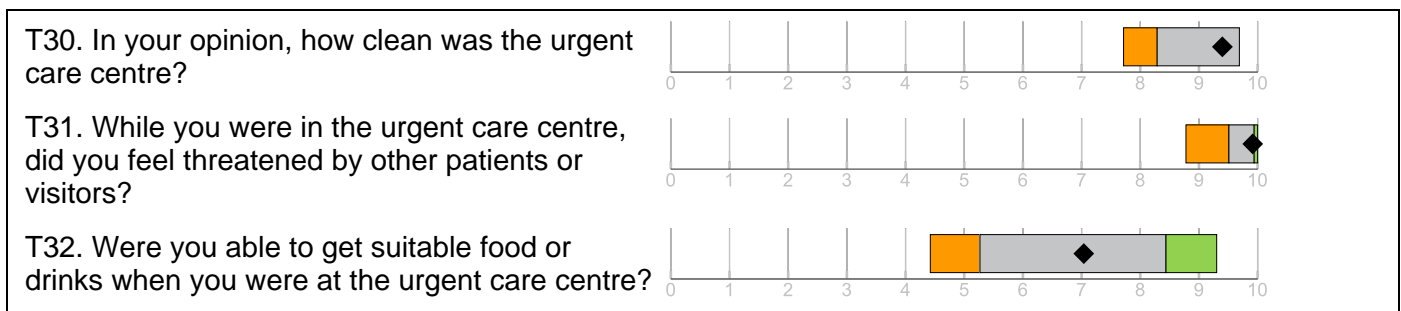 T30. In your opinion, how clean was the urgent
care centre?
0 1 2 3 4 5 6 7 8 9 10
T31. While you were in the urgent care centre,
did you feel threatened by other patients or
visitors?
0 1 2 3 4 5 6 7 8 9 10
T32. Were you able to get suitable food or
drinks when you were at the urgent care centre?
0 1 2 3 4 5 6 7 8 9 10